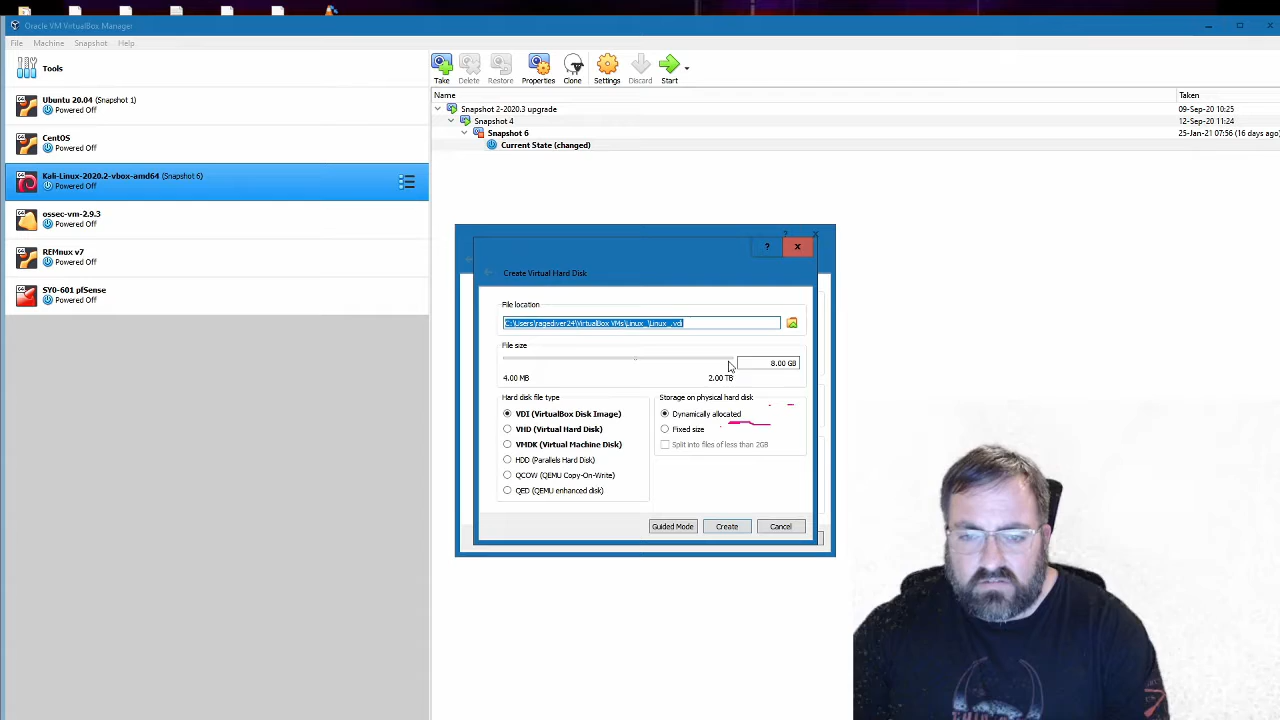 Oracle VM VirtualBox Manager
File Machine Snapshot Help
Tools
Ubuntu 20.04 (Snapshot 1)
Powered Off
CentOS
Powered Off
Kali-Linux-2020.2-vbox-amd64 (Snapshot 6)
Powered Off
ossec-vm-2.9.3
Powered Off
REMnux v7
Powered Off
SY0-601 pfSense
Powered Off
Take Delete Restore Properties Clone Settings Discard Start
Name Taken
Snapshot 2-2020.3 upgrade 09-Sep-20 10:25
Snapshot 4 12-Sep-20 11:24
Snapshot 6 25-Jan-21 07:56 (16 days ago)
Current State (changed)
? x
Create Virtual Hard Disk
File location
C:\Users\ragediver24\VirtualBox VMs\Linux_\Linux_.vdi
File size
8.00 GB
4.00 MB 2.00 TB
Hard disk file type
VDI (VirtualBox Disk Image)
VHD (Virtual Hard Disk)
VMDK (Virtual Machine Disk)
HDD (Parallels Hard Disk)
QCOW (QEMU Copy-On-Write)
QED (QEMU enhanced disk)
Storage on physical hard disk
Dynamically allocated
Fixed size
Split into files of less than 2GB
Guided Mode Create Cancel